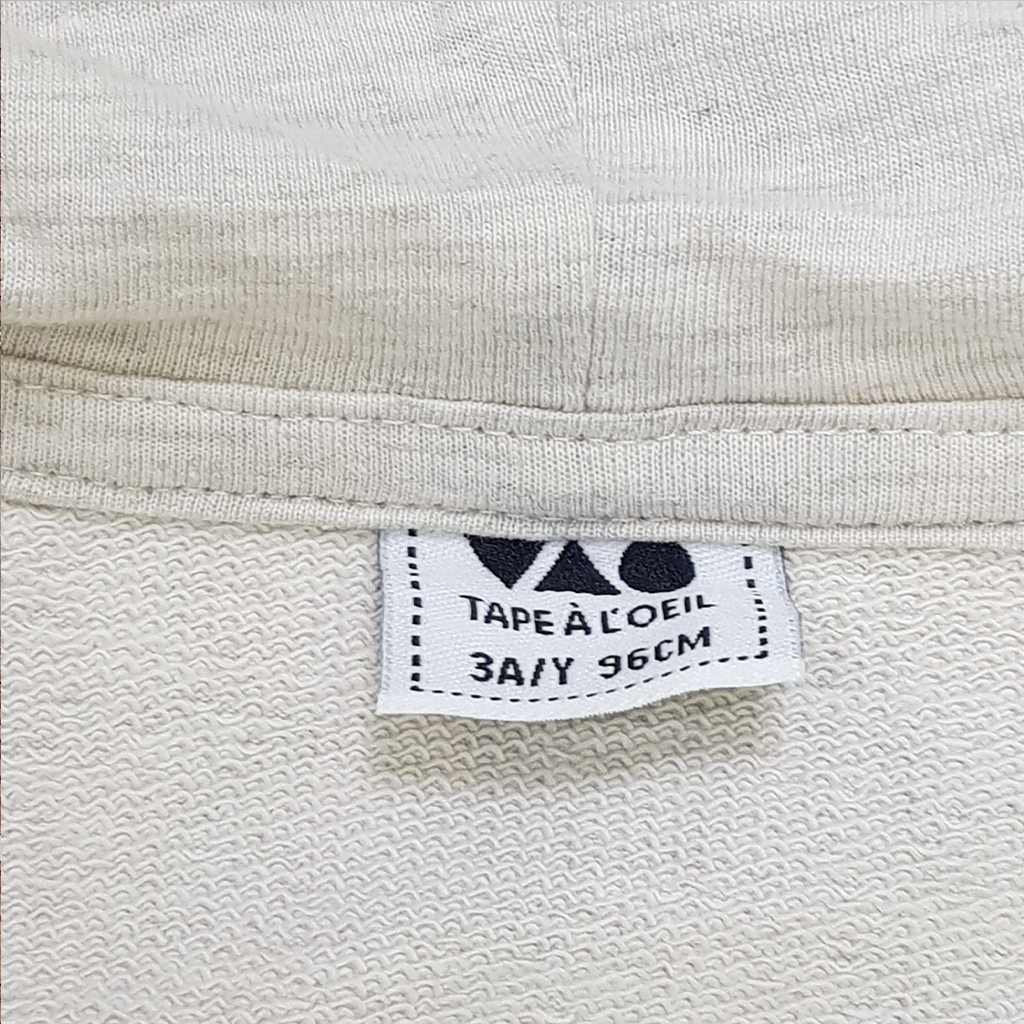 TAPE À L'OEIL
3A/Y 96CM